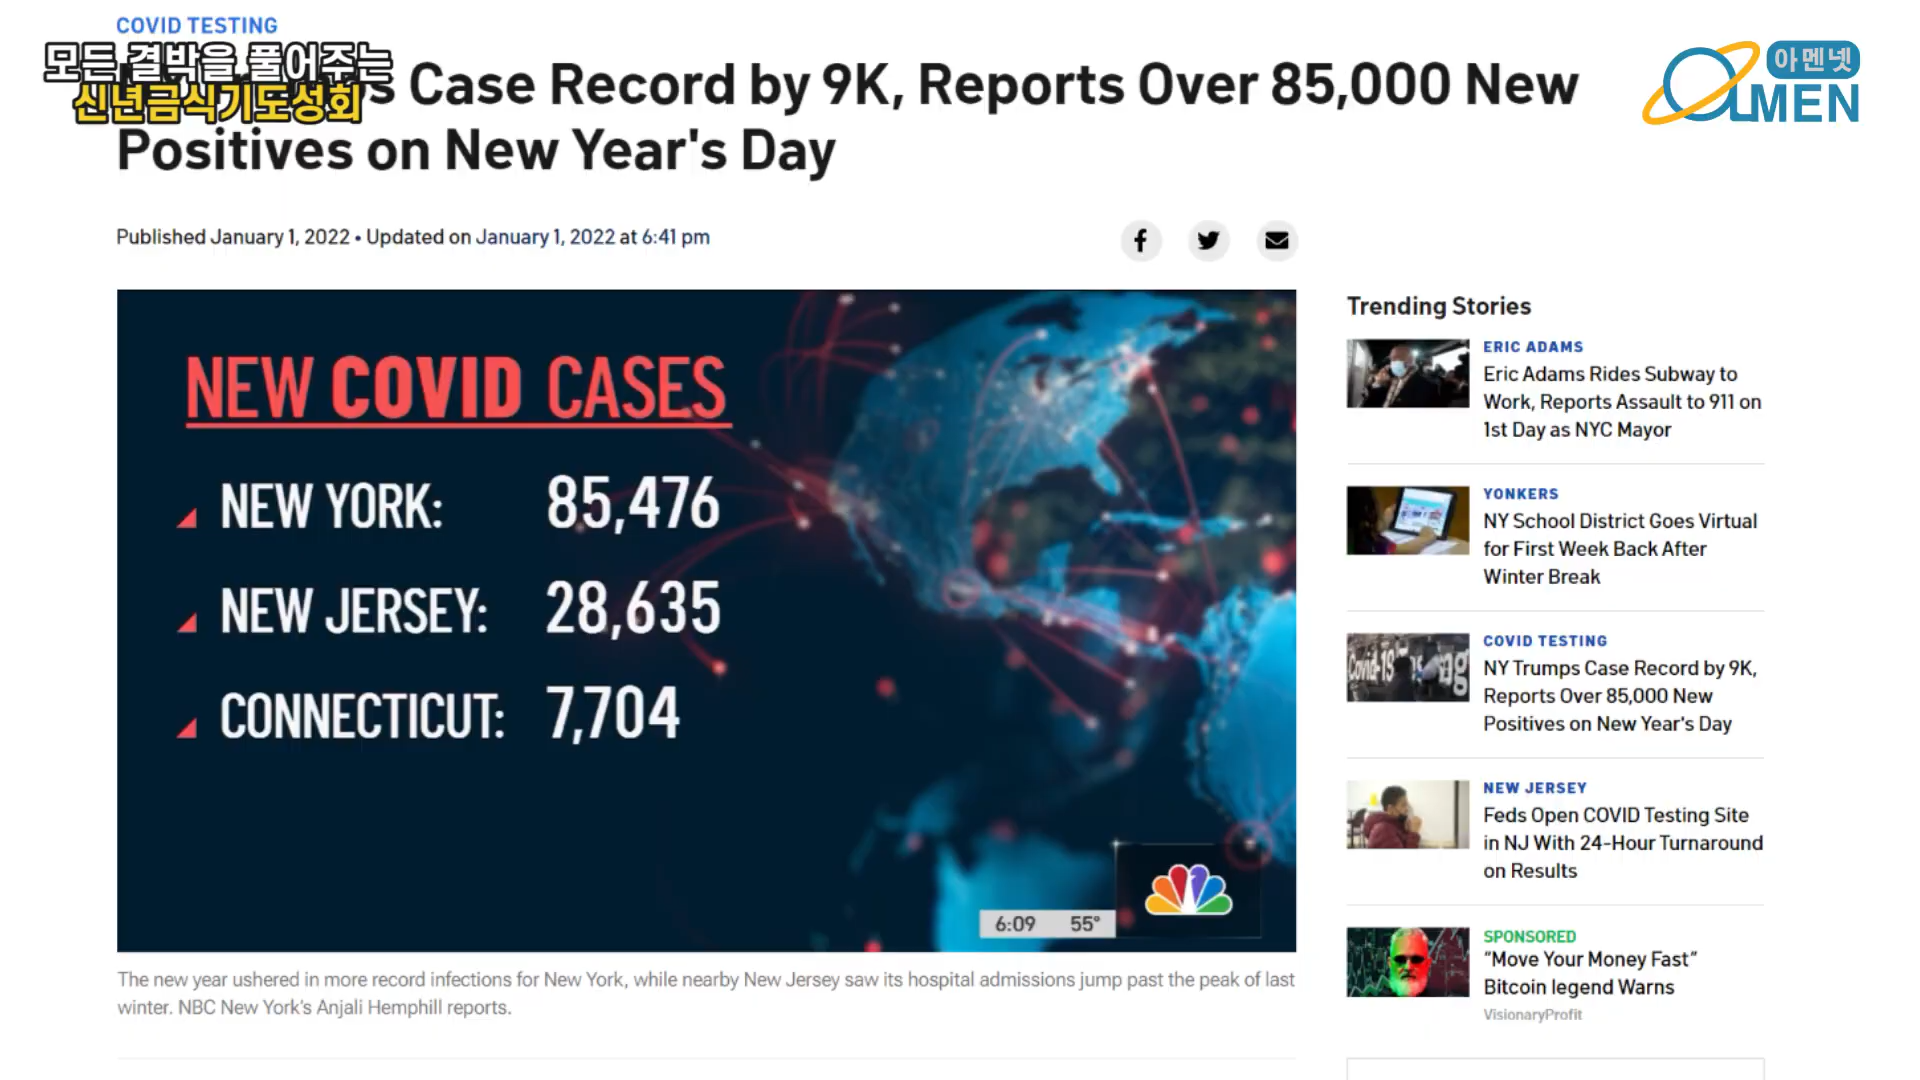 COVID TESTING
모든 결박을 풀어주는
신년금식기도성회
Case Record by 9K, Reports Over 85,000 New
Positives on New Year's Day
아멘넷
AMEN
Published January 1, 2022 • Updated on January 1, 2022 at 6:41 pm
NEW COVID CASES
NEW YORK: 85,476
NEW JERSEY: 28,635
CONNECTICUT: 7,704
6:09 55°
The new year ushered in more record infections for New York, while nearby New Jersey saw its hospital admissions jump past the peak of last
winter. NBC New York's Anjali Hemphill reports.
Trending Stories
ERIC ADAMS
Eric Adams Rides Subway to
Work, Reports Assault to 911 on
1st Day as NYC Mayor
YONKERS
NY School District Goes Virtual
for First Week Back After
Winter Break
Covid-19
COVID TESTING
NY Trumps Case Record by 9K,
Reports Over 85,000 New
Positives on New Year's Day
NEW JERSEY
Feds Open COVID Testing Site
in NJ With 24-Hour Turnaround
on Results
SPONSORED
“Move Your Money Fast”
Bitcoin legend Warns
VisionaryProfit